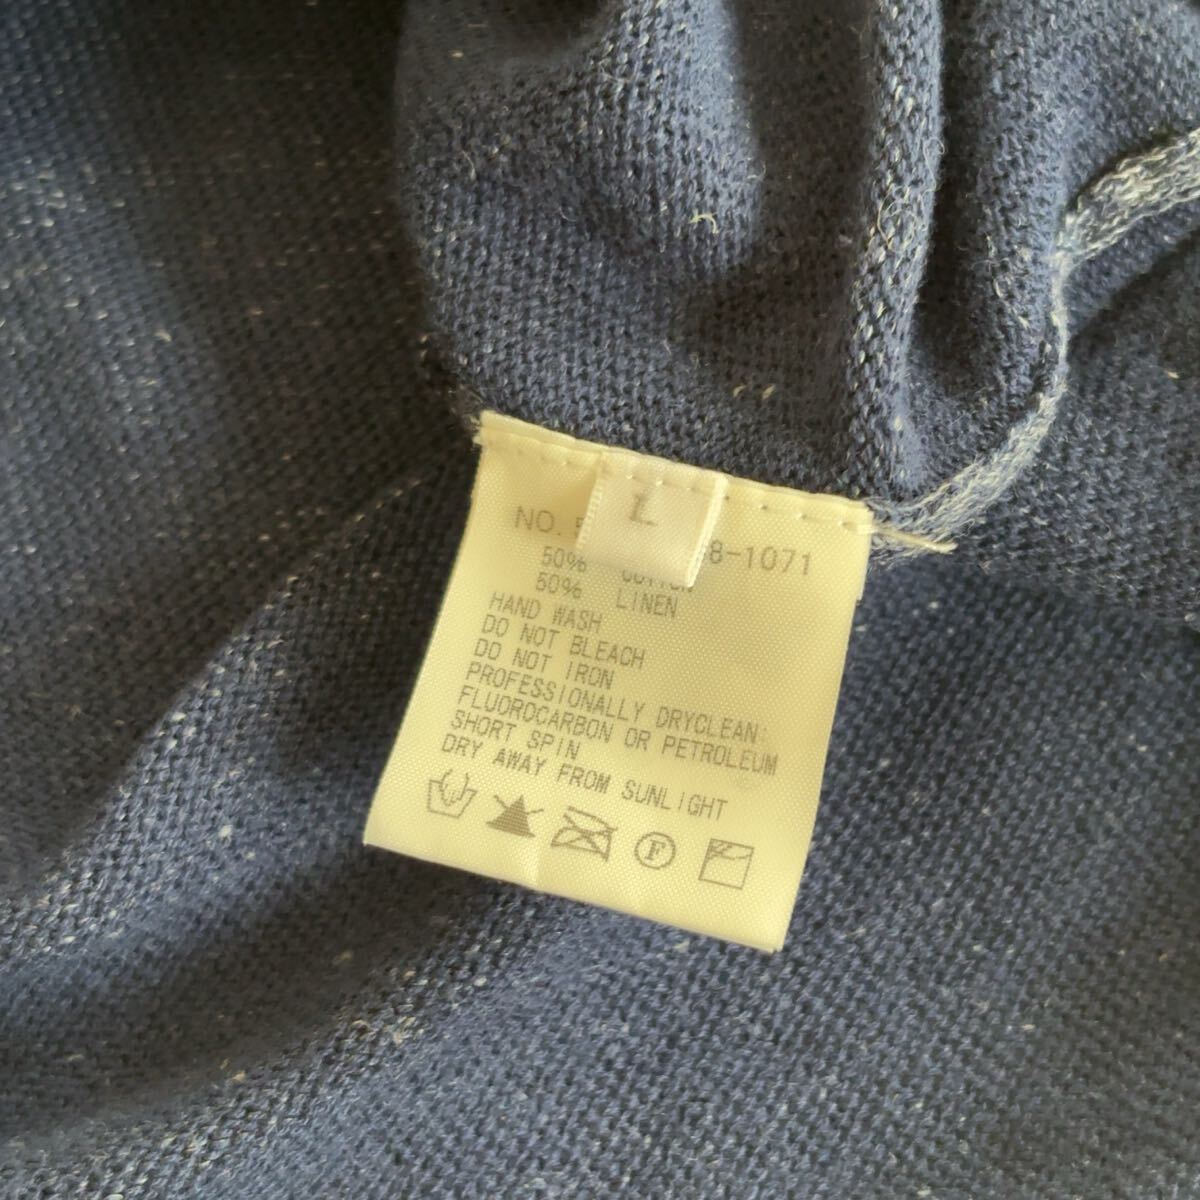 L
NO. 8-1071
50% COTTON
50% LINEN
HAND WASH
DO NOT BLEACH
DO NOT IRON
PROFESSIONALLY DRYCLEAN:
FLUOROCARBON OR PETROLEUM
SHORT SPIN
DRY AWAY FROM SUNLIGHT
F